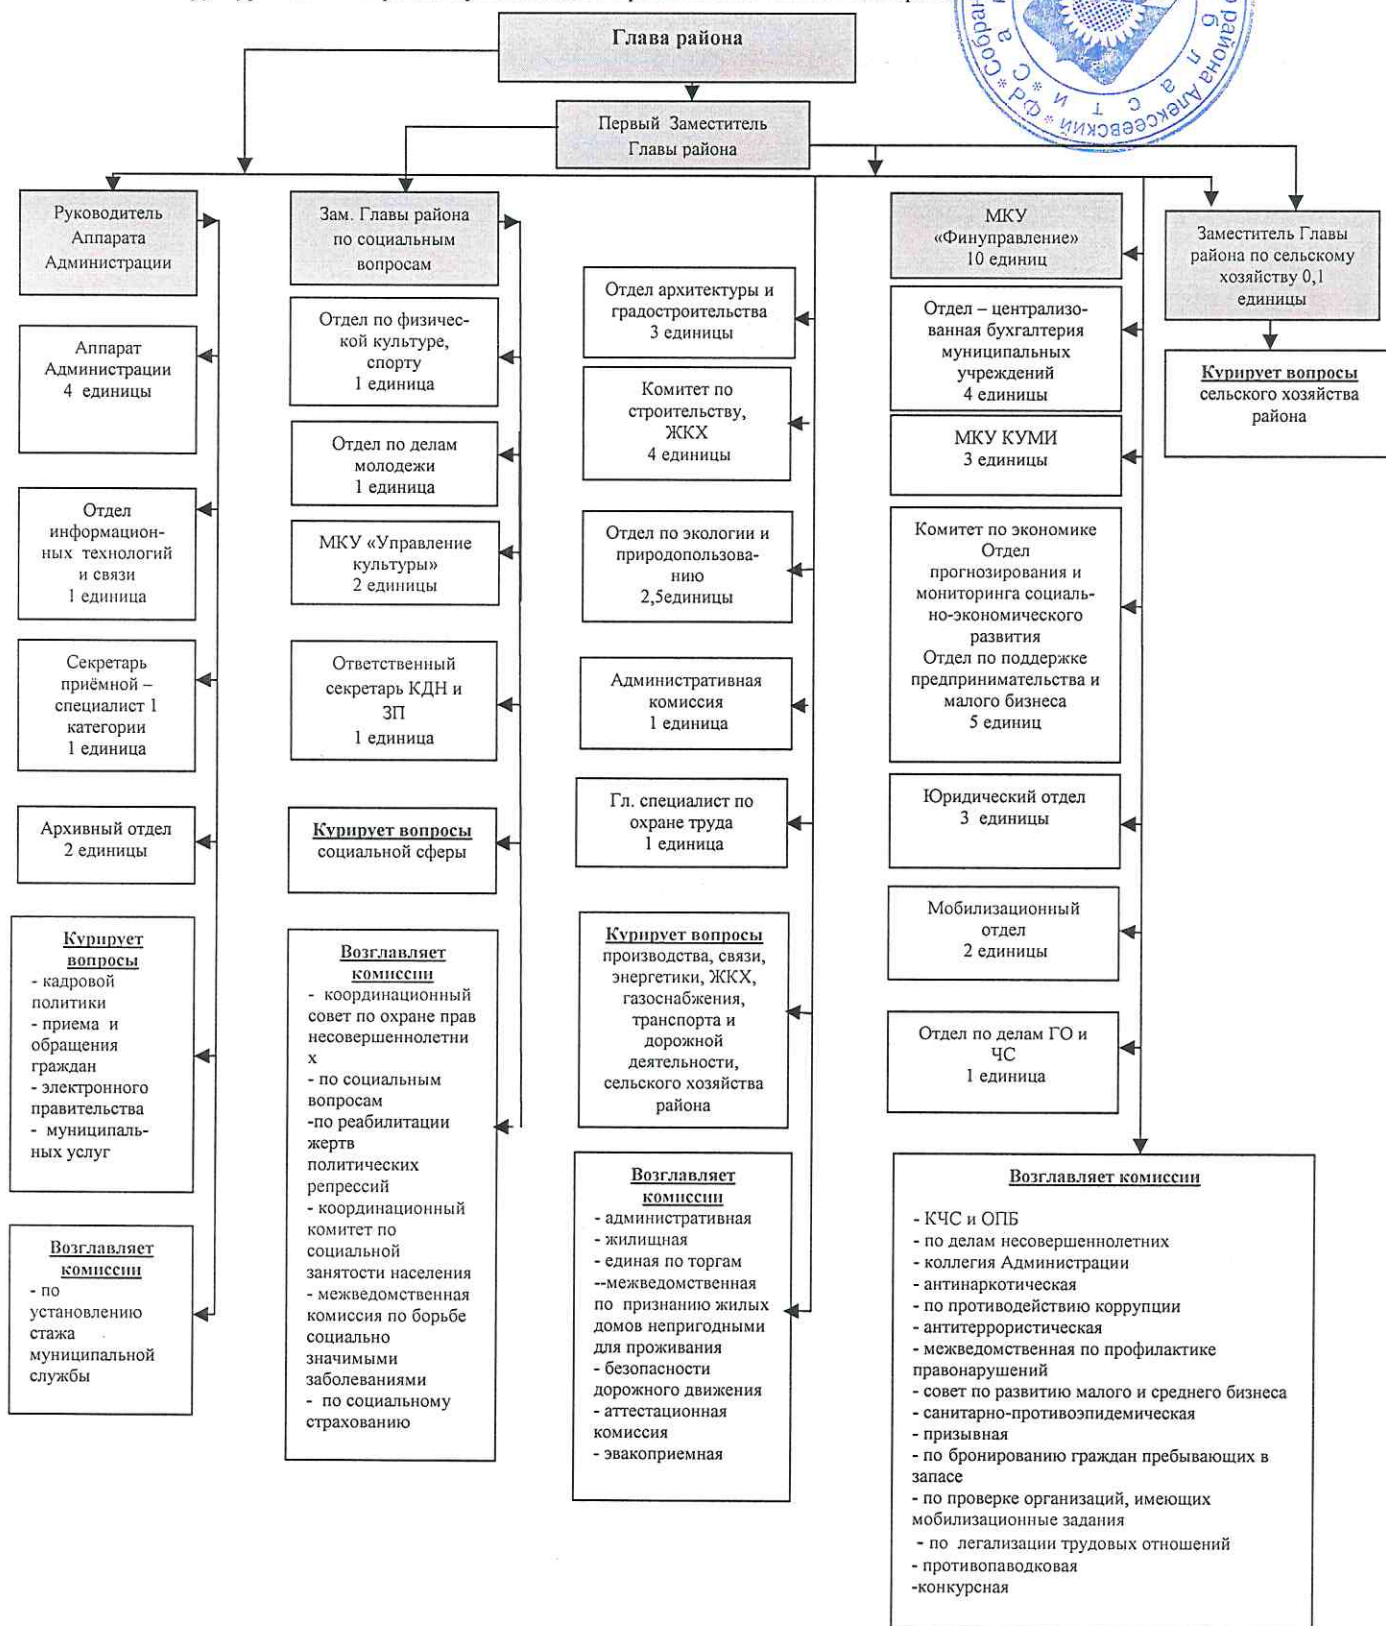 Глава района
Первый Заместитель
Главы района
Руководитель
Аппарата
Администрации
Аппарат
Администрации
4 единицы
Отдел
информацион-
ных технологий
и связи
1 единица
Секретарь
приёмной –
специалист 1
категории
1 единица
Архивный отдел
2 единицы
Курирует
вопросы
- кадровой
политики
- приема и
обращения
граждан
- электронного
правительства
- муниципаль-
ных услуг
Возглавляет
комиссии
- по
установлению
стажа
муниципальной
службы
Зам. Главы района
по социальным
вопросам
Отдел по физичес-
кой культуре,
спорту
1 единица
Отдел по делам
молодежи
1 единица
МКУ «Управление
культуры»
2 единицы
Ответственный
секретарь КДН и
ЗП
1 единица
Курирует вопросы
социальной сферы
Возглавляет
комиссии
- координационный
совет по охране прав
несовершеннолетни
х
- по социальным
вопросам
-по реабилитации
жертв
политических
репрессий
- координационный
комитет по
социальной
занятости населения
- межведомственная
комиссия по борьбе
социально
значимыми
заболеваниями
- по социальному
страхованию
Отдел архитектуры и
градостроительства
3 единицы
Комитет по
строительству,
ЖКХ
4 единицы
Отдел по экологии и
природопользова-
нию
2,5единицы
Административная
комиссия
1 единица
Гл. специалист по
охране труда
1 единица
Курирует вопросы
производства, связи,
энергетики, ЖКХ,
газоснабжения,
транспорта и
дорожной
деятельности,
сельского хозяйства
района
Возглавляет
комиссии
- административная
- жилищная
- единая по торгам
--межведомственная
по признанию жилых
домов непригодными
для проживания
- безопасности
дорожного движения
- аттестационная
комиссия
- эвакоприемная
МКУ
«Финуправление»
10 единиц
Отдел – централизо-
ванная бухгалтерия
муниципальных
учреждений
4 единицы
МКУ КУМИ
3 единицы
Комитет по экономике
Отдел
прогнозирования и
мониторинга социаль-
но-экономического
развития
Отдел по поддержке
предпринимательства и
малого бизнеса
5 единиц
Юридический отдел
3 единицы
Мобилизационный
отдел
2 единицы
Отдел по делам ГО и
ЧС
1 единица
Возглавляет комиссии
- КЧС и ОПБ
- по делам несовершеннолетних
- коллегия Администрации
- антинаркотическая
- по противодействию коррупции
- антитеррористическая
- межведомственная по профилактике
правонарушений
- совет по развитию малого и среднего бизнеса
- санитарно-противоэпидемическая
- призывная
- по бронированию граждан пребывающих в
запасе
- по проверке организаций, имеющих
мобилизационные задания
- по легализации трудовых отношений
- противопаводковая
-конкурсная
Заместитель Главы
района по сельскому
хозяйству 0,1
единицы
Курирует вопросы
сельского хозяйства
района
района Алексеевский * РФ *